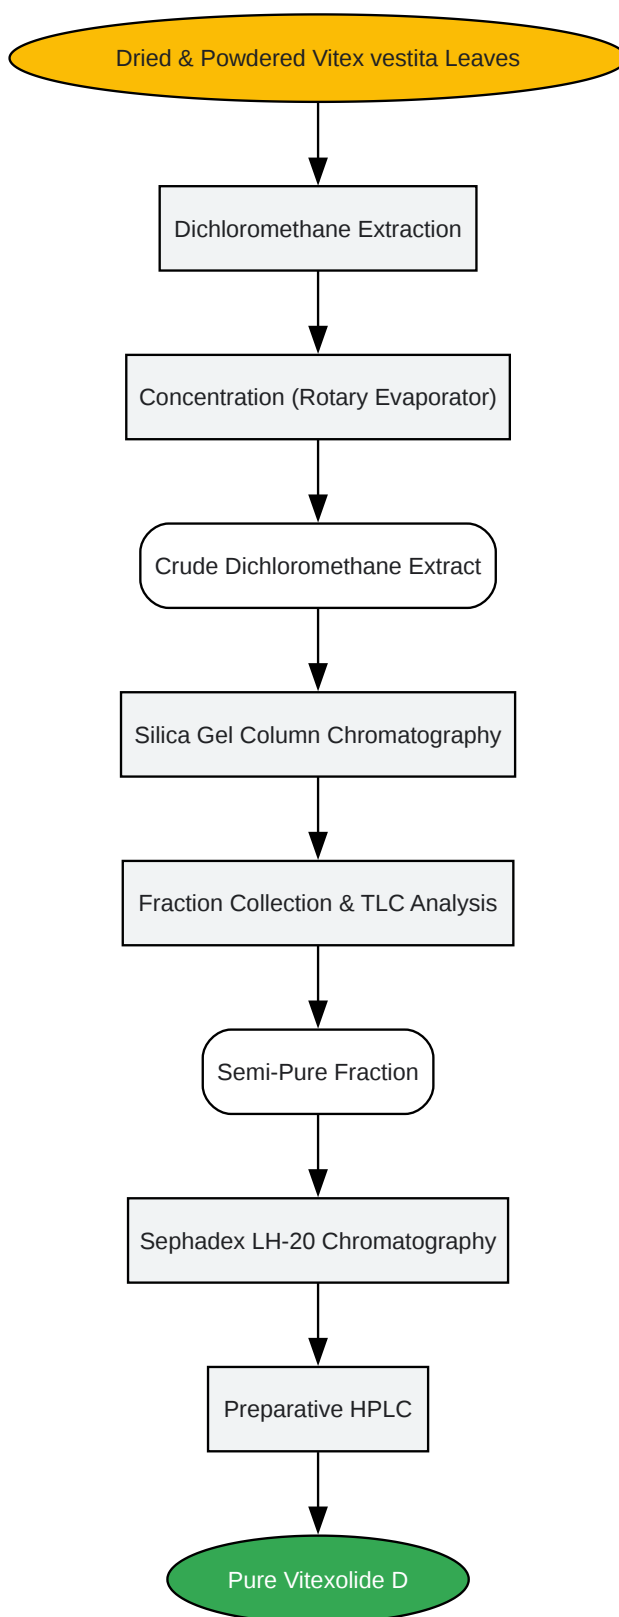 Dried & Powdered Vitex vestita Leaves
Dichloromethane Extraction
Concentration (Rotary Evaporator)
Crude Dichloromethane Extract
Silica Gel Column Chromatography
Fraction Collection & TLC Analysis
Semi-Pure Fraction
Sephadex LH-20 Chromatography
Preparative HPLC
Pure Vitexolide D